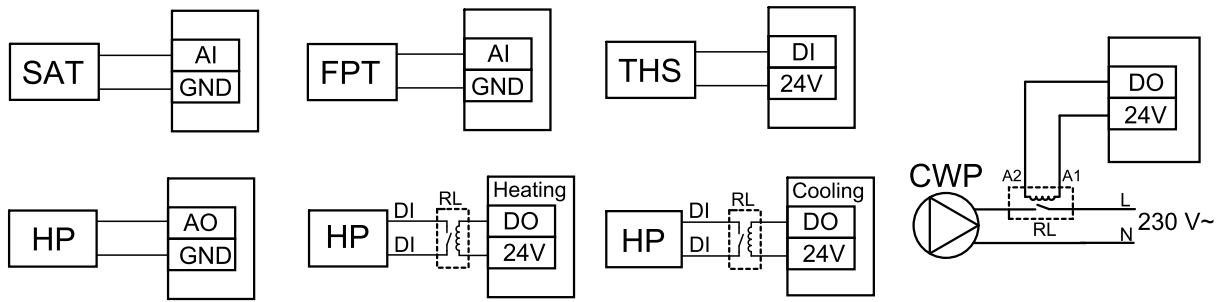 SAT
AI
GND
FPT
AI
GND
THS
DI
24V
DO
24V
CWP
A2
A1
RL
L
N
230 V~
HP
AO
GND
HP
DI
DI
RL
Heating
DO
24V
HP
DI
DI
RL
Cooling
DO
24V